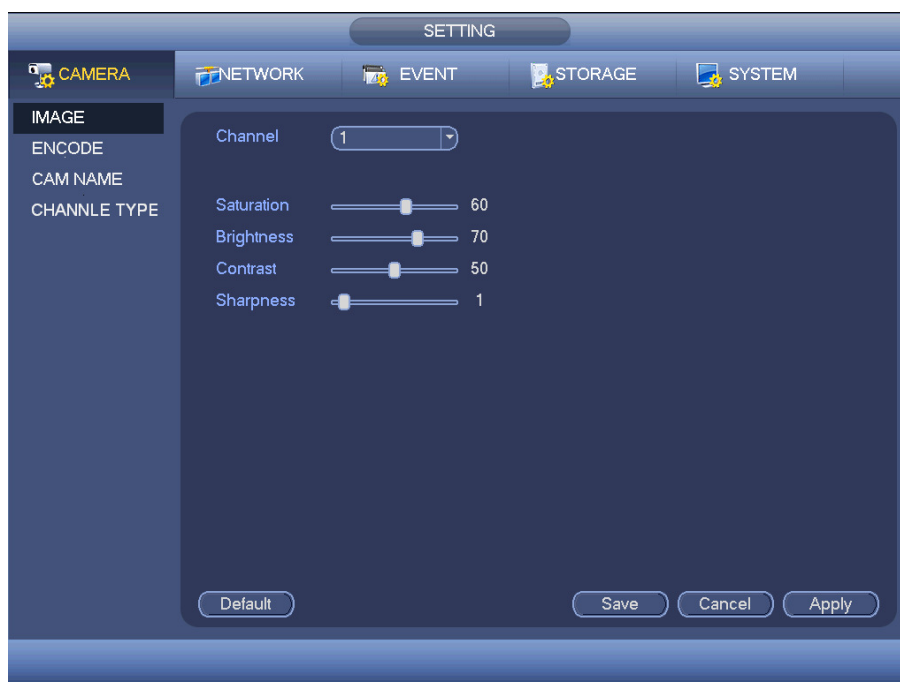 SETTING
CAMERA NETWORK EVENT STORAGE SYSTEM
IMAGE
ENCODE
CAM NAME
CHANNLE TYPE
Channel 1
Saturation 60
Brightness 70
Contrast 50
Sharpness 1
Default Save Cancel Apply